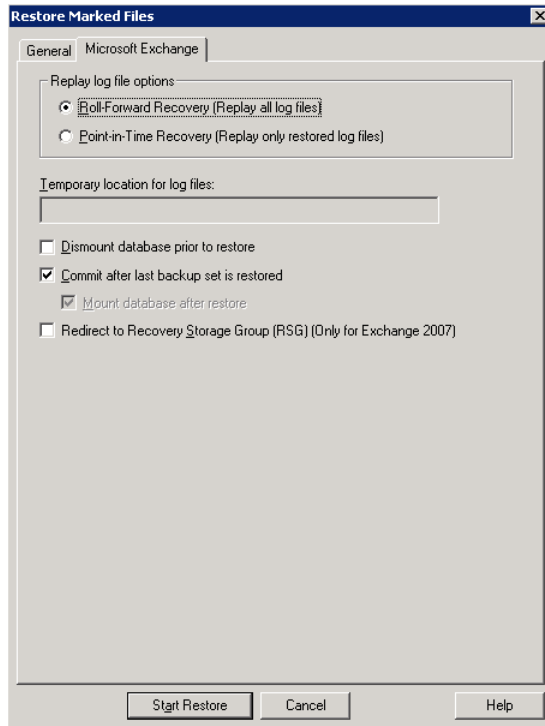 Restore Marked Files
General
Microsoft Exchange
Replay log file options
Roll-Forward Recovery (Replay all log files)
Point-in-Time Recovery (Replay only restored log files)
Temporary location for log files:
Dismount database prior to restore
Commit after last backup set is restored
Mount database after restore
Redirect to Recovery Storage Group (RSG) (Only for Exchange 2007)
Start Restore
Cancel
Help